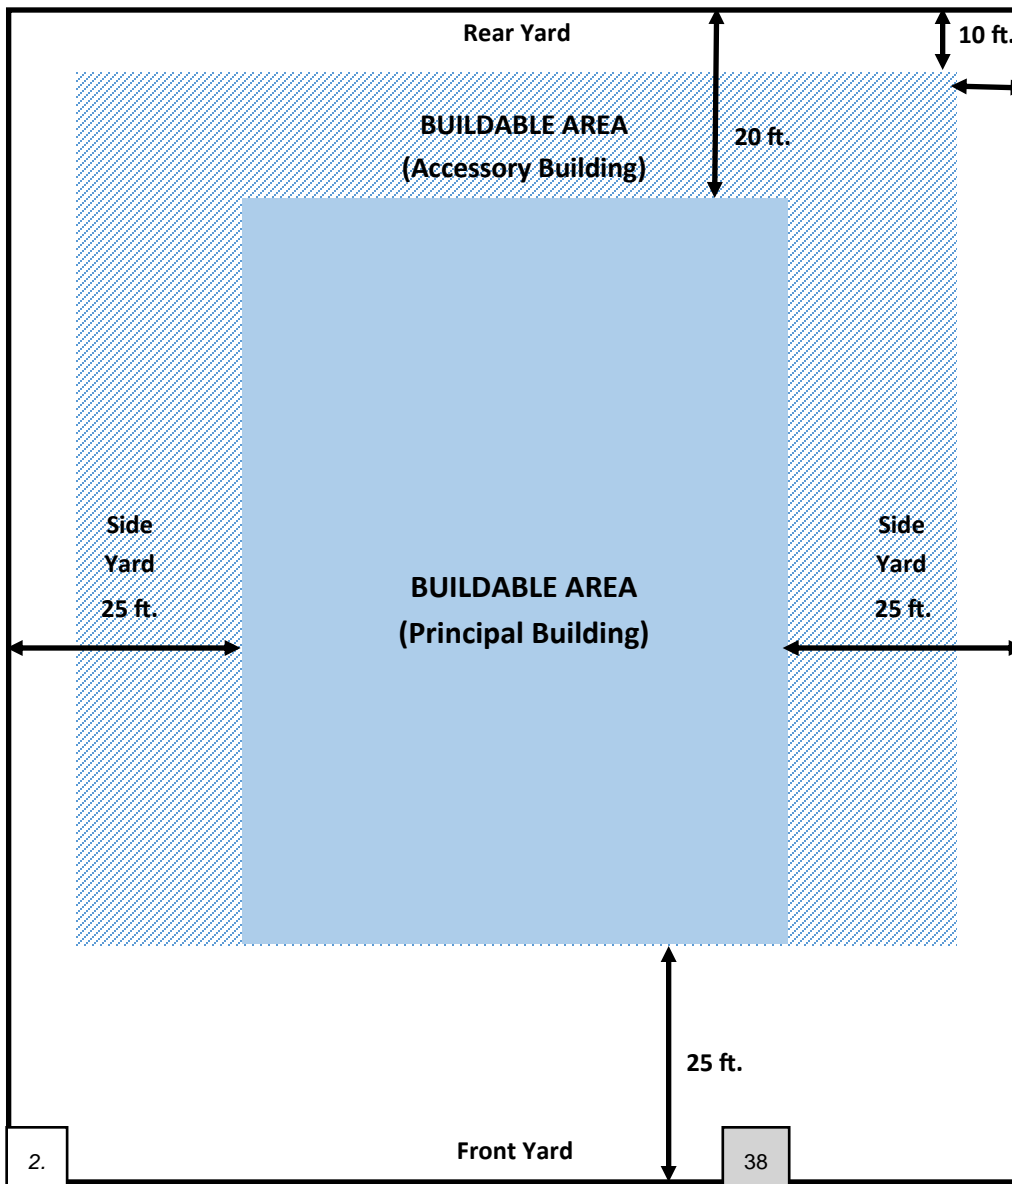 Rear Yard
10 ft.
BUILDABLE AREA
(Accessory Building)
20 ft.
Side
Yard
25 ft.
Side
Yard
25 ft.
BUILDABLE AREA
(Principal Building)
25 ft.
Front Yard
2.
38